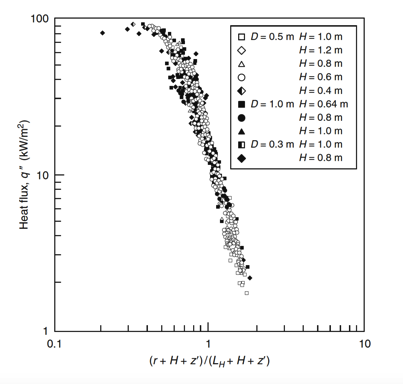 100
10
1
0.1
1
10
Heat flux, q" (kW/m²)
(r + H + z′)/(L_H + H + z′)
D = 0.5 m H = 1.0 m
H = 1.2 m
H = 0.8 m
H = 0.6 m
H = 0.4 m
D = 1.0 m H = 0.64 m
H = 0.8 m
H = 1.0 m
D = 0.3 m H = 1.0 m
H = 0.8 m